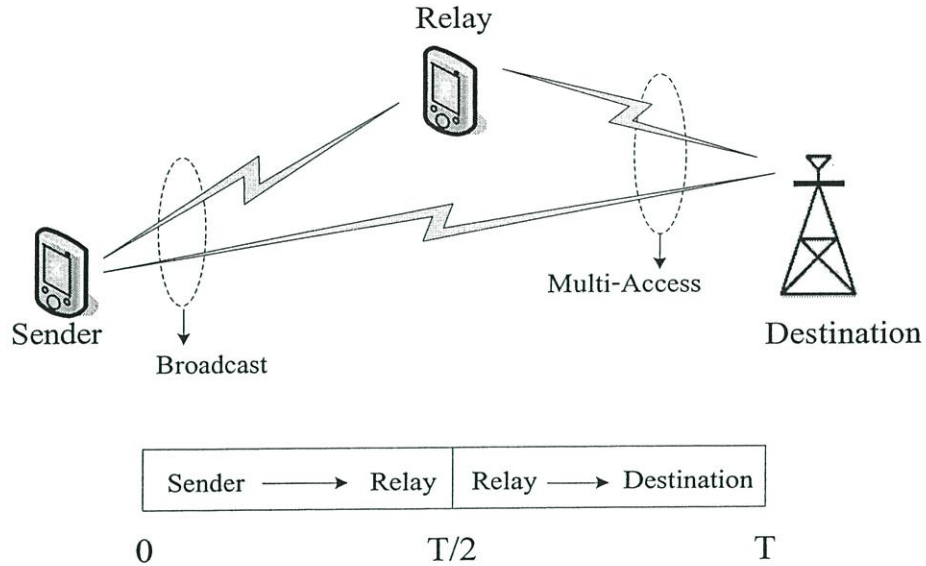 Relay
Multi-Access
Sender
Destination
Broadcast
Sender Relay Relay Destination
0 T/2 T